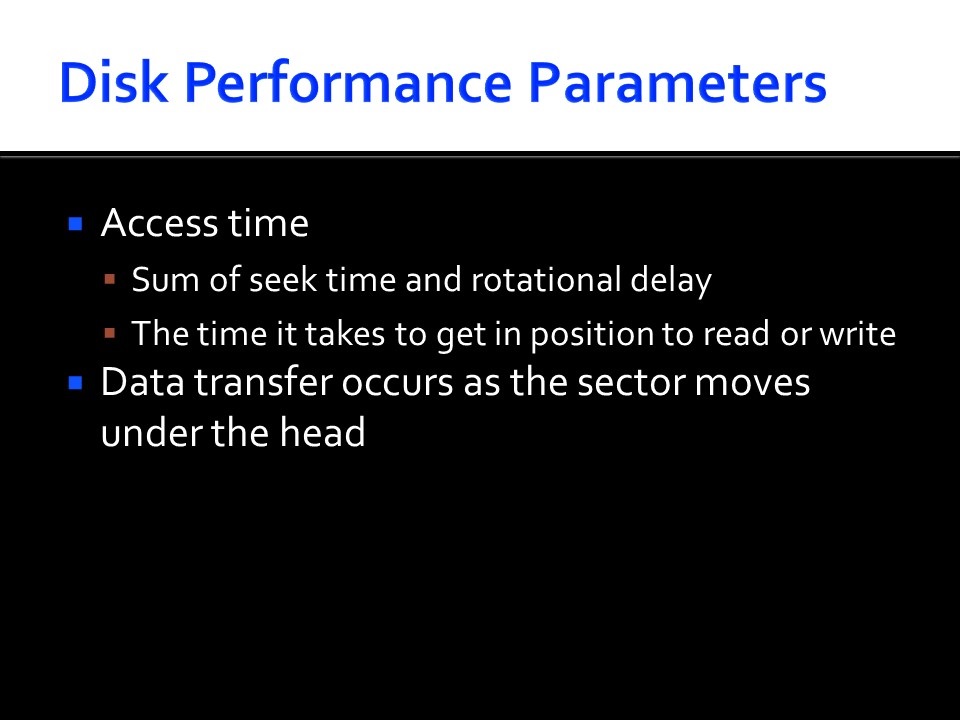 Disk Performance Parameters
Access time
Sum of seek time and rotational delay
The time it takes to get in position to read or write
Data transfer occurs as the sector moves
under the head